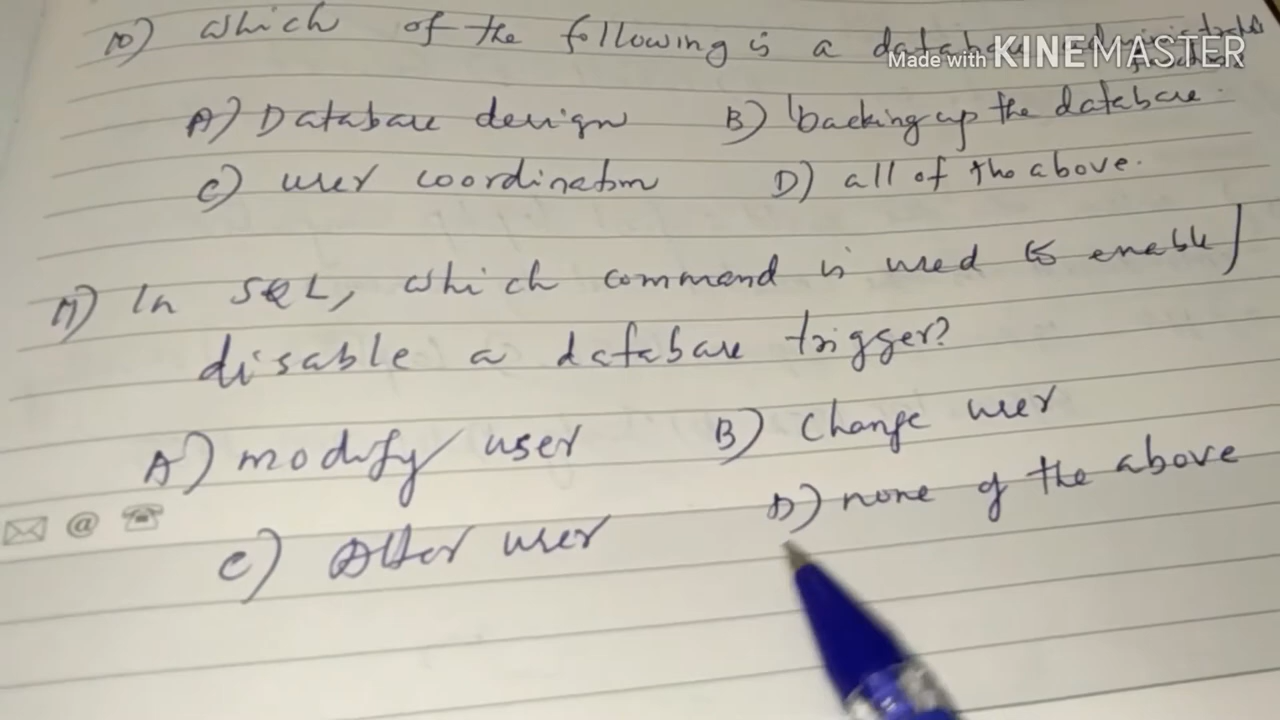 10) which of the following is a database
Made with KINEMASTER
A) Database design B) backing up the database.
C) user coordination D) all of the above.
11) In SQL, which command is used to enable/
disable a database trigger?
A) modify user B) Change user
C) Alter user D) none of the above